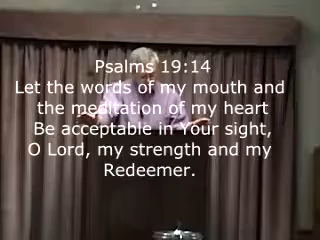 Psalms 19:14
Let the words of my mouth and
the meditation of my heart
Be acceptable in Your sight,
O Lord, my strength and my
Redeemer.